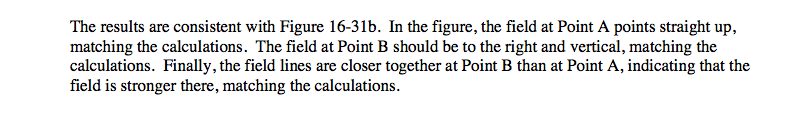 The results are consistent with Figure 16-31b.  In the figure, the field at Point A points straight up,
matching the calculations.  The field at Point B should be to the right and vertical, matching the
calculations.  Finally, the field lines are closer together at Point B than at Point A, indicating that the
field is stronger there, matching the calculations.